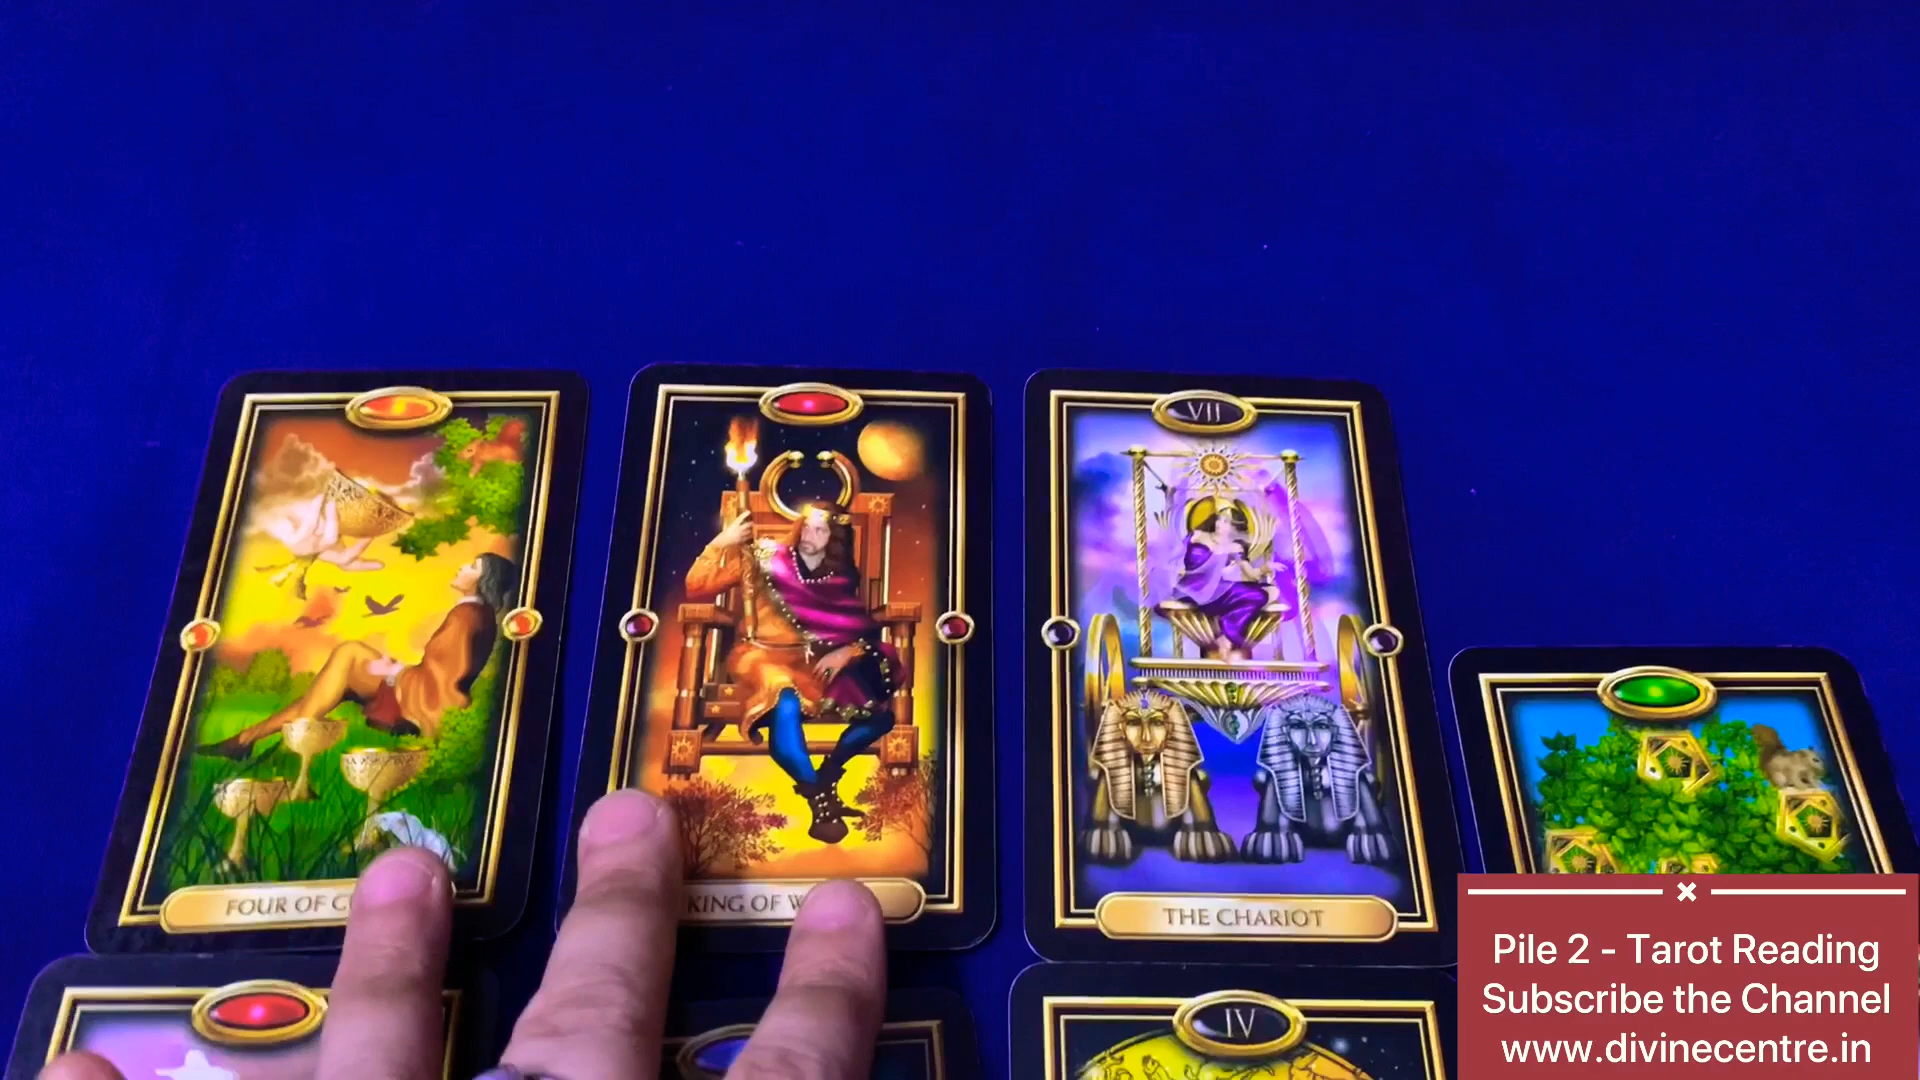 VII
FOUR OF
KING OF
THE CHARIOT
IV
Pile 2 - Tarot Reading
Subscribe the Channel
www.divinecentre.in